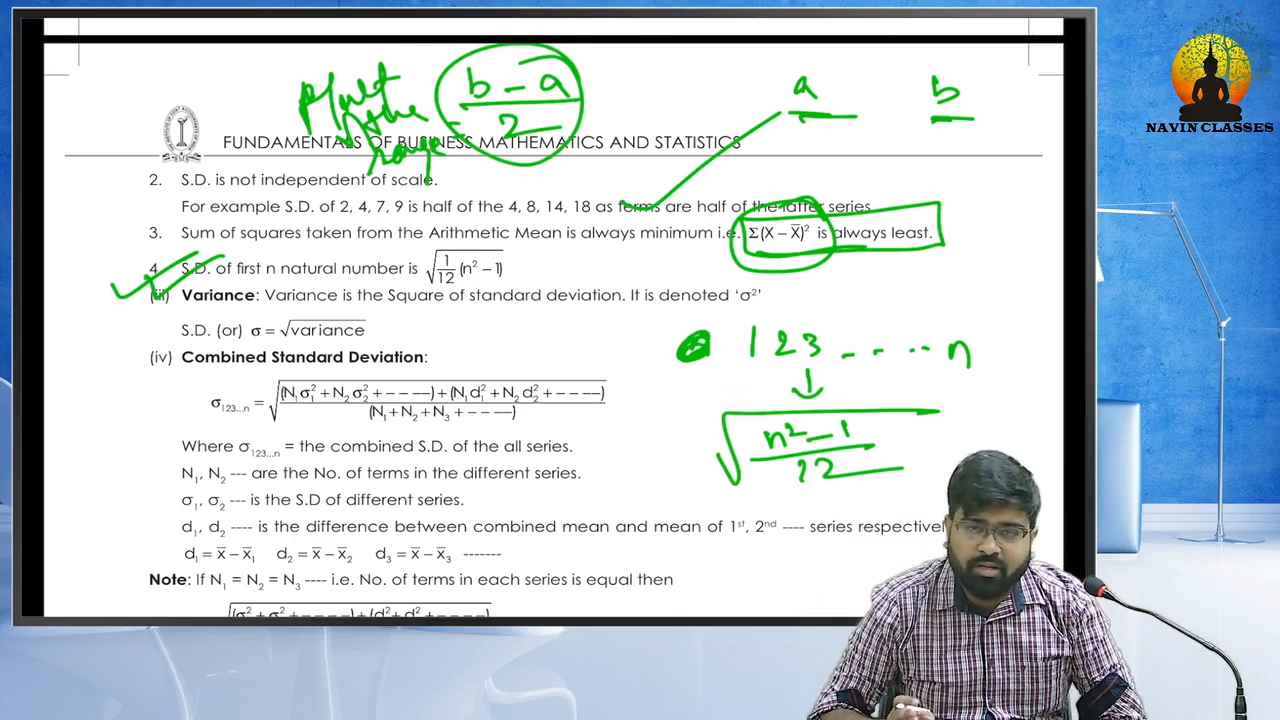 b - a
2
a b
Half
of the
range
NAVIN CLASSES
FUNDAMENTALS OF BUSINESS MATHEMATICS AND STATISTICS
2. S.D. is not independent of scale.
For example S.D. of 2, 4, 7, 9 is half of the 4, 8, 14, 18 as terms are half of the latter series
3. Sum of squares taken from the Arithmetic Mean is always minimum i.e. Σ(X – X̄)² is always least.
4. S.D. of first n natural number is √(1/12 (n² – 1))
(iii) Variance: Variance is the Square of standard deviation. It is denoted ‘σ²’
S.D. (or) σ = √variance
1 2 3 - - . . - n
(iv) Combined Standard Deviation:
σ₁₂₃...ₙ = √((N₁σ₁² + N₂σ₂² + – – ––) + (N₁d₁² + N₂d₂² + – – ––) / (N₁ + N₂ + N₃ + – – ––))
√(n² – 1 / 12)
Where σ₁₂₃...ₙ = the combined S.D. of the all series.
N₁, N₂ --- are the No. of terms in the different series.
σ₁, σ₂ --- is the S.D of different series.
d₁, d₂ ---- is the difference between combined mean and mean of 1st, 2nd ---- series respectivel
d₁ = x̄ – x̄₁ d₂ = x̄ – x̄₂ d₃ = x̄ – x̄₃ -------
Note: If N₁ = N₂ = N₃ ---- i.e. No. of terms in each series is equal then